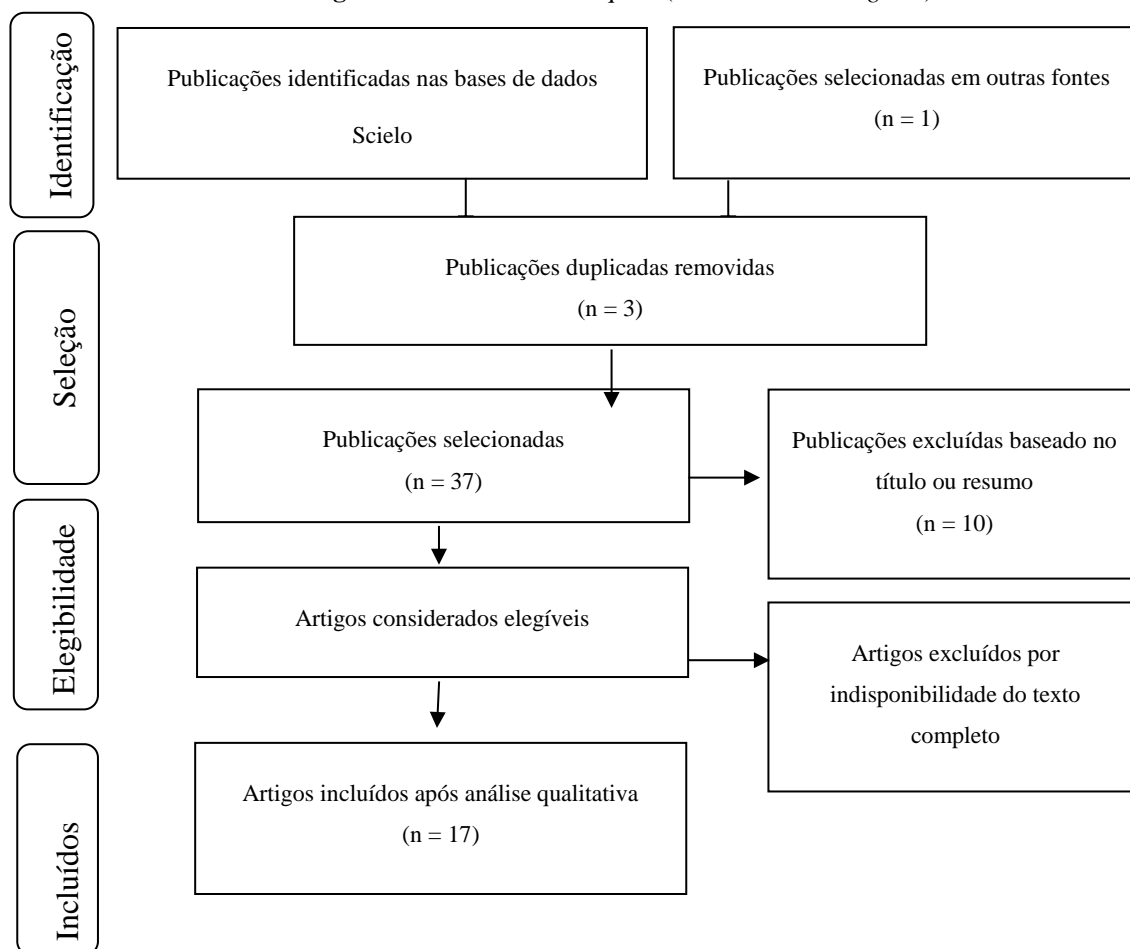 Identificação
Publicações identificadas nas bases de dados
Scielo
Publicações selecionadas em outras fontes
(n = 1)
Seleção
Publicações duplicadas removidas
(n = 3)
Publicações selecionadas
(n = 37)
Publicações excluídas baseado no
título ou resumo
(n = 10)
Elegibilidade
Artigos considerados elegíveis
Artigos excluídos por
indisponibilidade do texto
completo
Incluídos
Artigos incluídos após análise qualitativa
(n = 17)